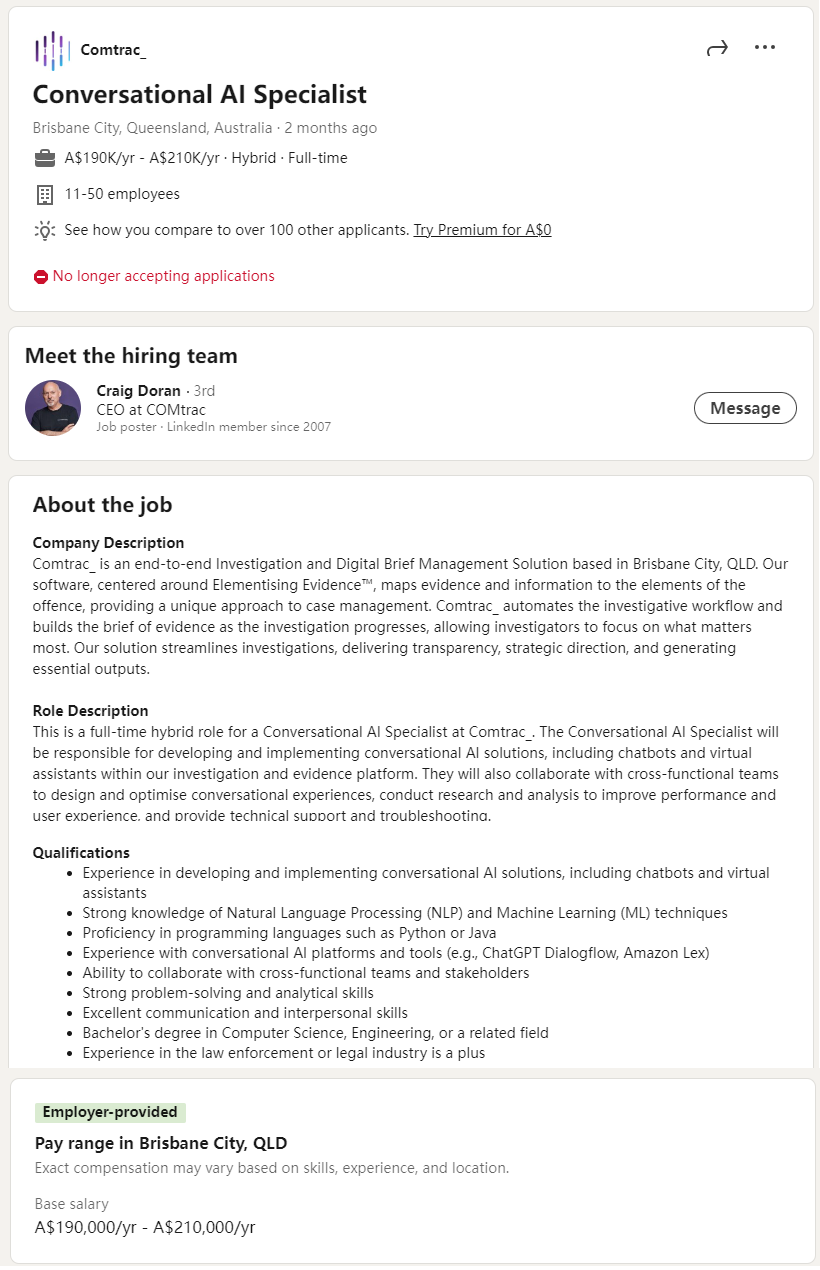 Comtrac_
Conversational AI Specialist
Brisbane City, Queensland, Australia · 2 months ago
A$190K/yr - A$210K/yr · Hybrid · Full-time
11-50 employees
See how you compare to over 100 other applicants. Try Premium for A$0
No longer accepting applications
Meet the hiring team
Craig Doran · 3rd
CEO at COMtrac
Job poster · LinkedIn member since 2007
Message
About the job
Company Description
Comtrac_ is an end-to-end Investigation and Digital Brief Management Solution based in Brisbane City, QLD. Our
software, centered around Elementising Evidence™, maps evidence and information to the elements of the
offence, providing a unique approach to case management. Comtrac_ automates the investigative workflow and
builds the brief of evidence as the investigation progresses, allowing investigators to focus on what matters
most. Our solution streamlines investigations, delivering transparency, strategic direction, and generating
essential outputs.
Role Description
This is a full-time hybrid role for a Conversational AI Specialist at Comtrac_. The Conversational AI Specialist will
be responsible for developing and implementing conversational AI solutions, including chatbots and virtual
assistants within our investigation and evidence platform. They will also collaborate with cross-functional teams
to design and optimise conversational experiences, conduct research and analysis to improve performance and
user experience, and provide technical support and troubleshooting.
Qualifications
• Experience in developing and implementing conversational AI solutions, including chatbots and virtual
assistants
• Strong knowledge of Natural Language Processing (NLP) and Machine Learning (ML) techniques
• Proficiency in programming languages such as Python or Java
• Experience with conversational AI platforms and tools (e.g., ChatGPT Dialogflow, Amazon Lex)
• Ability to collaborate with cross-functional teams and stakeholders
• Strong problem-solving and analytical skills
• Excellent communication and interpersonal skills
• Bachelor's degree in Computer Science, Engineering, or a related field
• Experience in the law enforcement or legal industry is a plus
Employer-provided
Pay range in Brisbane City, QLD
Exact compensation may vary based on skills, experience, and location.
Base salary
A$190,000/yr - A$210,000/yr